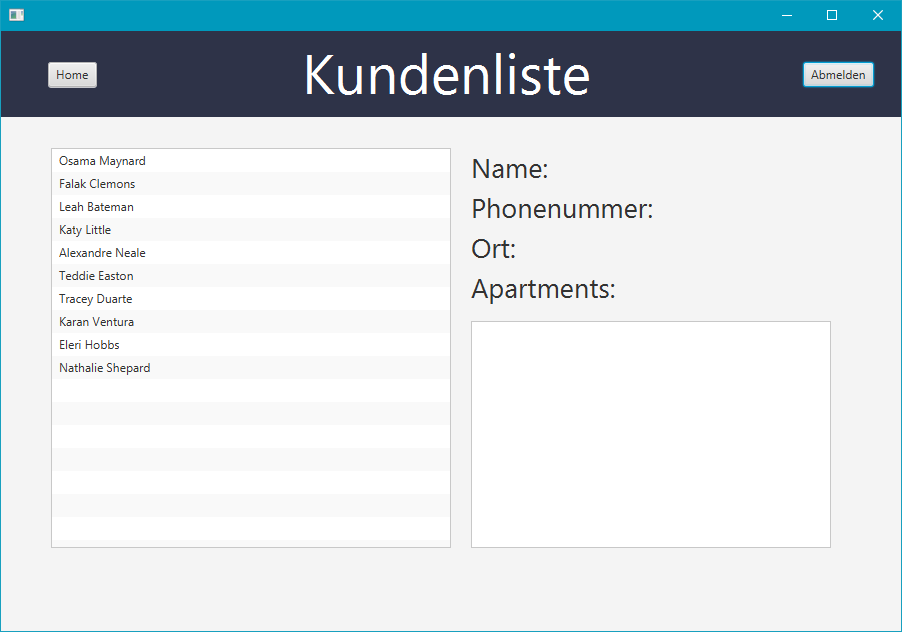 Home
Kundenliste
Abmelden
Osama Maynard
Falak Clemons
Leah Bateman
Katy Little
Alexandre Neale
Teddie Easton
Tracey Duarte
Karan Ventura
Eleri Hobbs
Nathalie Shepard
Name:
Phonenummer:
Ort:
Apartments: